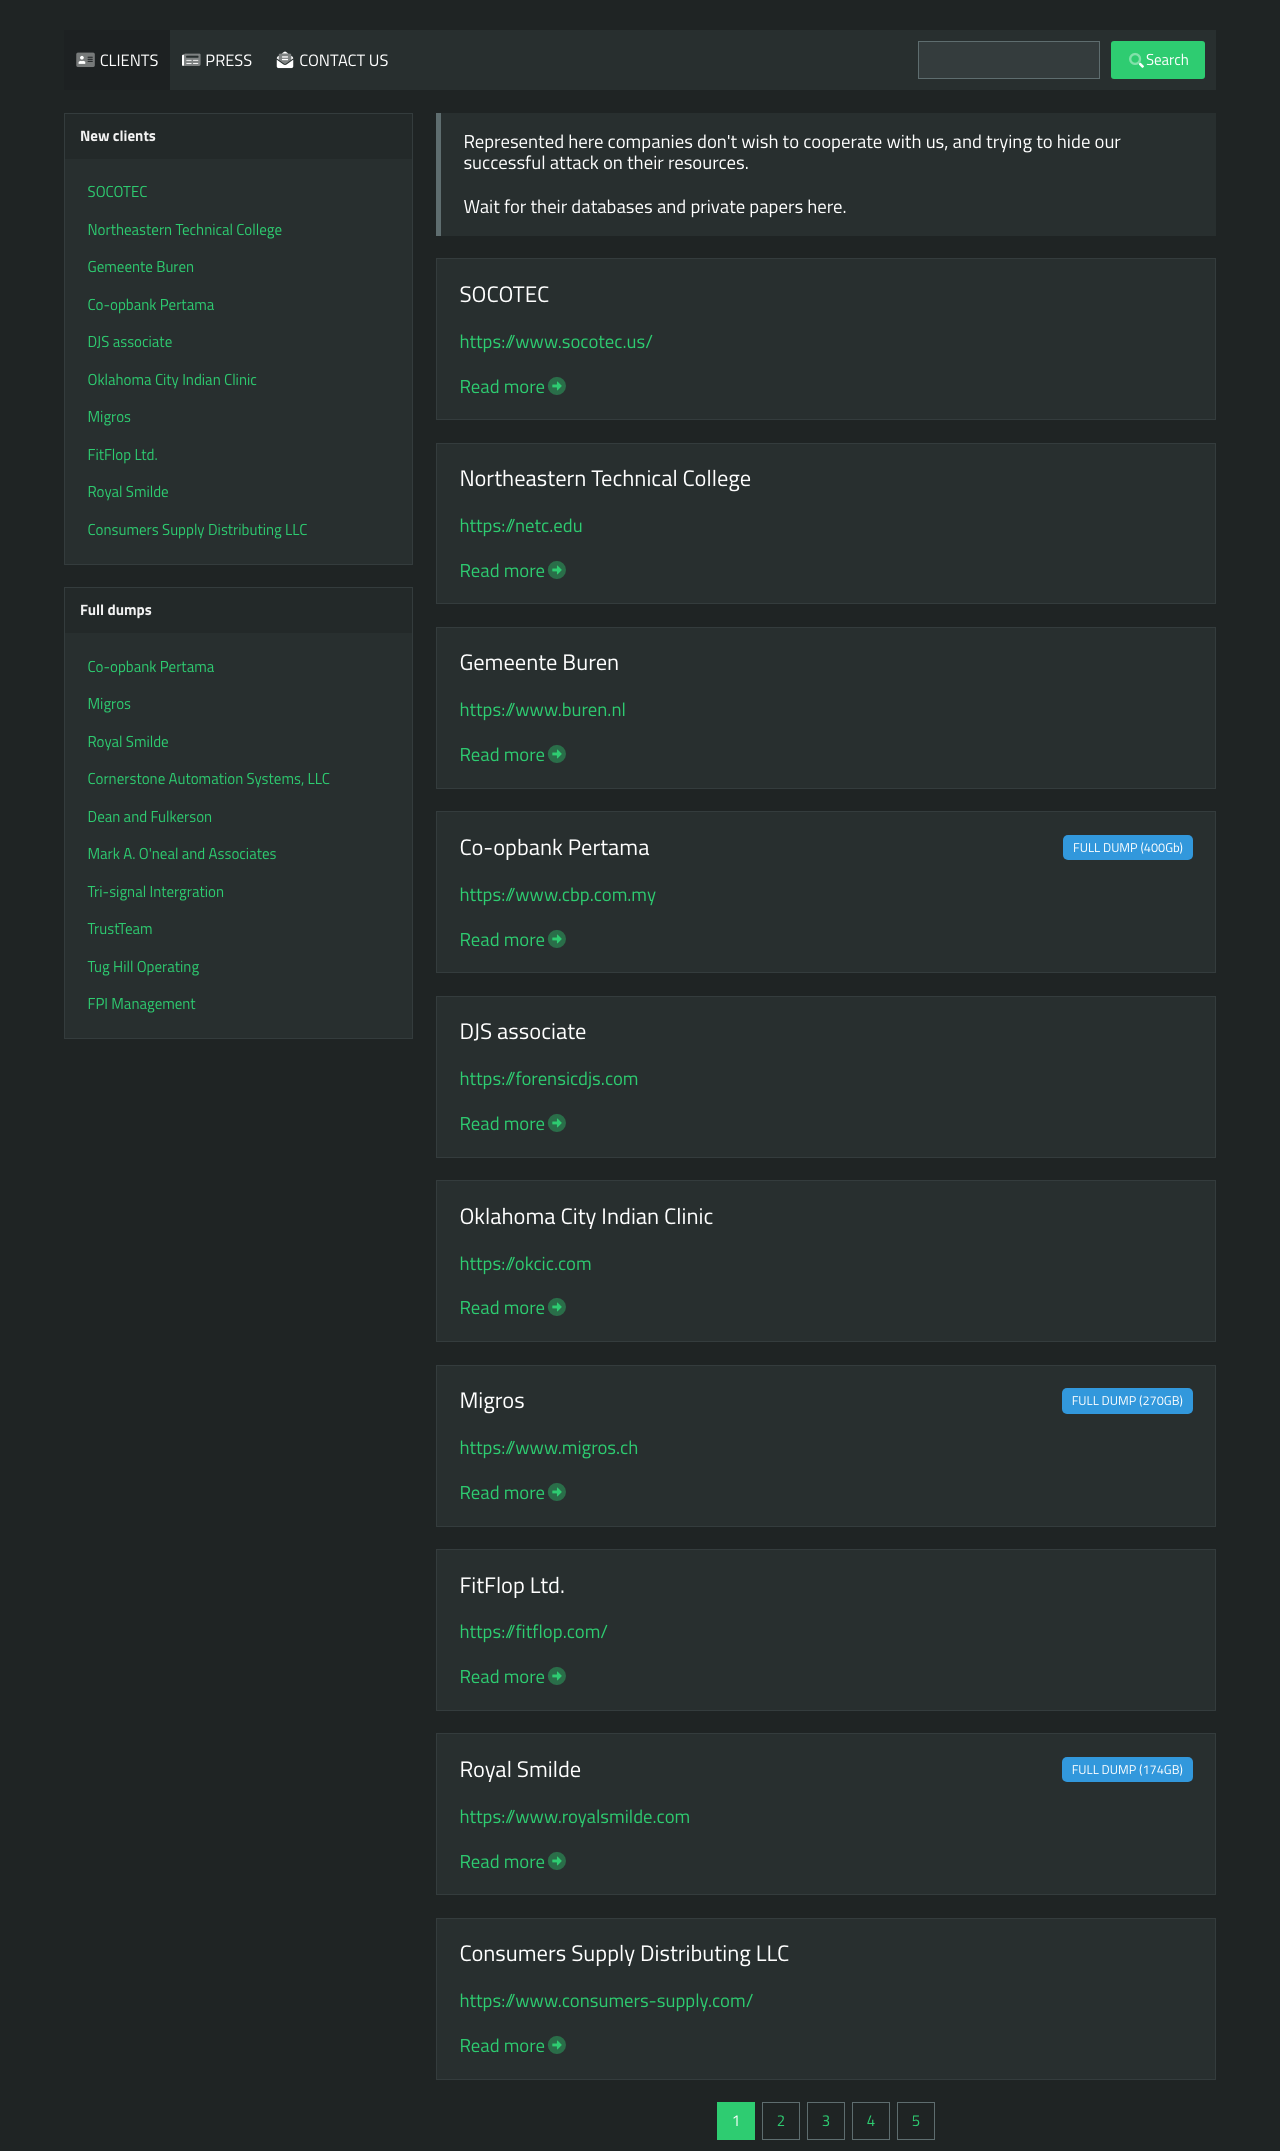 CLIENTS
PRESS
CONTACT US
Search
New clients
SOCOTEC
Northeastern Technical College
Gemeente Buren
Co-opbank Pertama
DJS associate
Oklahoma City Indian Clinic
Migros
FitFlop Ltd.
Royal Smilde
Consumers Supply Distributing LLC
Full dumps
Co-opbank Pertama
Migros
Royal Smilde
Cornerstone Automation Systems, LLC
Dean and Fulkerson
Mark A. O'neal and Associates
Tri-signal Intergration
TrustTeam
Tug Hill Operating
FPI Management
Represented here companies don't wish to cooperate with us, and trying to hide our
successful attack on their resources.
Wait for their databases and private papers here.
SOCOTEC
https://www.socotec.us/
Read more
Northeastern Technical College
https://netc.edu
Read more
Gemeente Buren
https://www.buren.nl
Read more
Co-opbank Pertama
FULL DUMP (400Gb)
https://www.cbp.com.my
Read more
DJS associate
https://forensicdjs.com
Read more
Oklahoma City Indian Clinic
https://okcic.com
Read more
Migros
FULL DUMP (270GB)
https://www.migros.ch
Read more
FitFlop Ltd.
https://fitflop.com/
Read more
Royal Smilde
FULL DUMP (174GB)
https://www.royalsmilde.com
Read more
Consumers Supply Distributing LLC
https://www.consumers-supply.com/
Read more
1 2 3 4 5